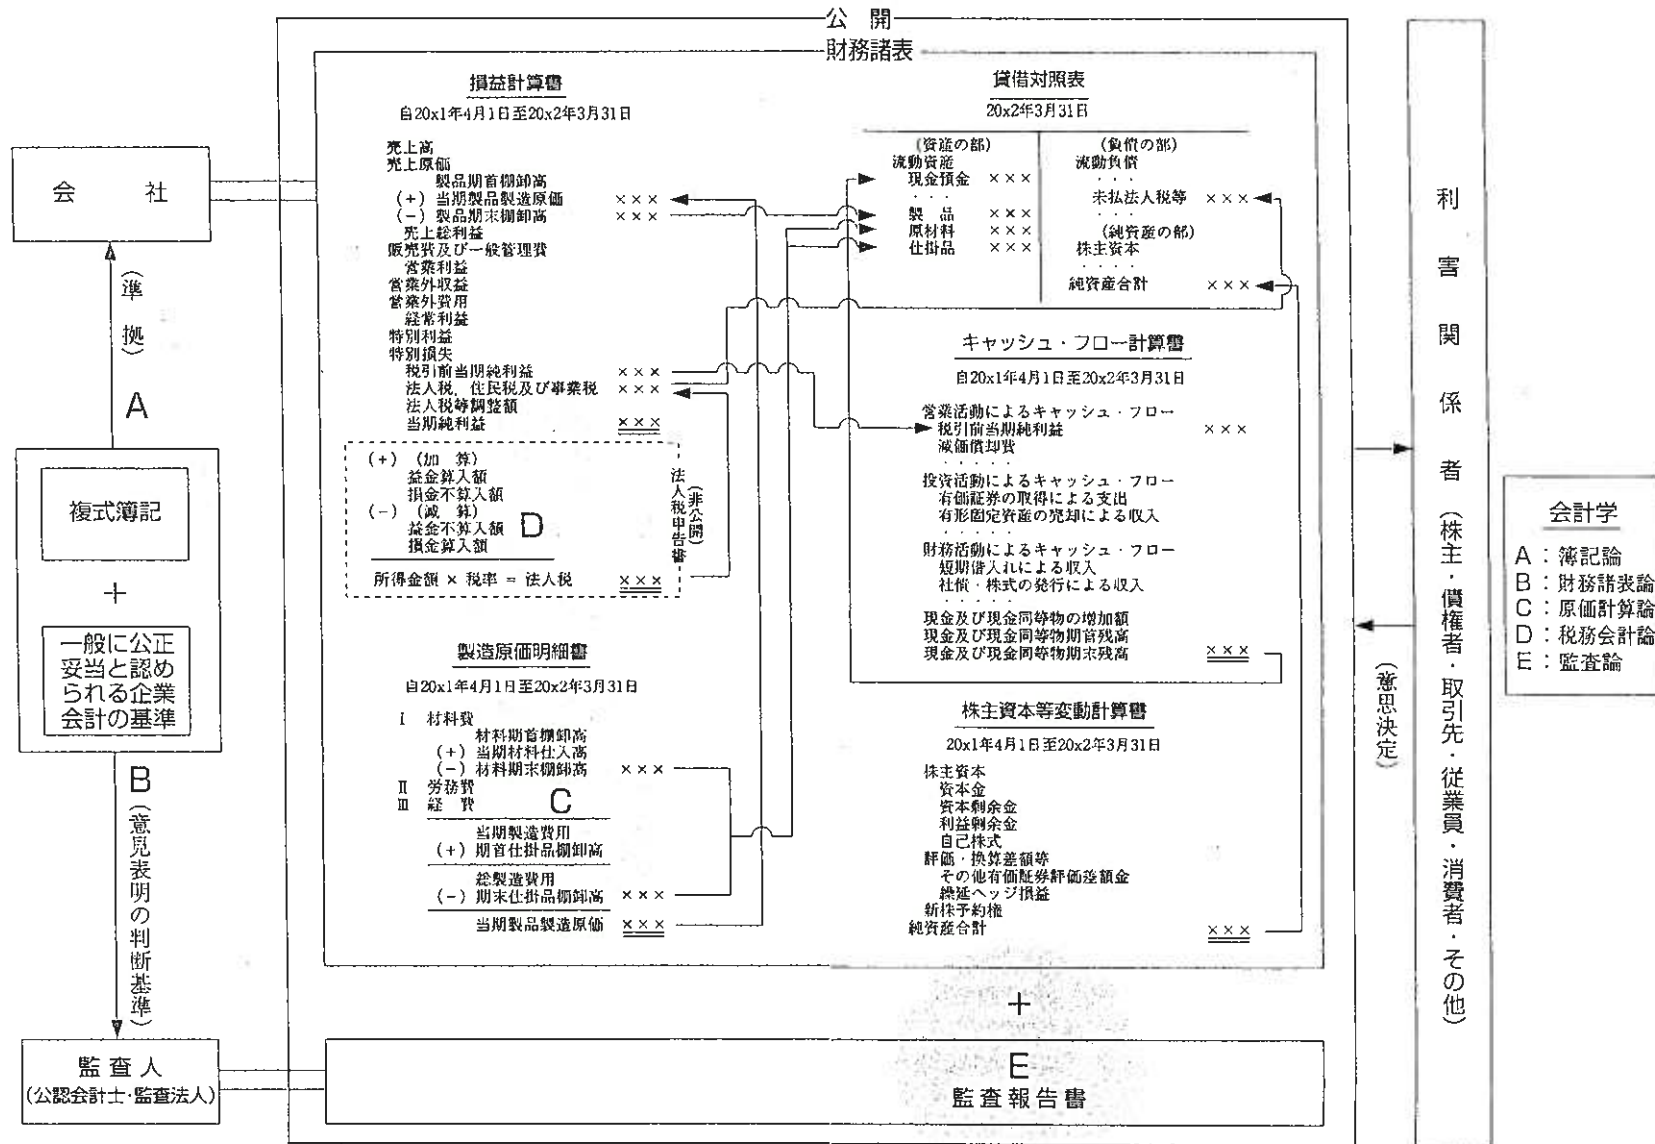 公 開
財務諸表
会 社
(準 拠)
A
複式簿記
+
一般に公正
妥当と認め
られる企業
会計の基準
B
(意見表明の判断基準)
監査人
(公認会計士・監査法人)
損益計算書
自20x1年4月1日至20x2年3月31日
売上高
売上原価
製品期首棚卸高
(+) 当期製品製造原価 ×××
(-) 製品期末棚卸高 ×××
売上総利益
販売費及び一般管理費
営業利益
営業外収益
営業外費用
経常利益
特別利益
特別損失
税引前当期純利益 ×××
法人税, 住民税及び事業税 ×××
法人税等調整額
当期純利益 ×××
(+) (加 算)
益金算入額
損金不算入額
(-) (減 算)
益金不算入額
損金算入額
D
所得金額 × 税率 = 法人税 ×××
法人税申告書
(非公開)
製造原価明細書
自20x1年4月1日至20x2年3月31日
I 材料費
材料期首棚卸高
(+) 当期材料仕入高
(-) 材料期末棚卸高 ×××
II 労務費
III 経 費
C
当期製造費用
(+) 期首仕掛品棚卸高
総製造費用
(-) 期末仕掛品棚卸高 ×××
当期製品製造原価 ×××
貸借対照表
20x2年3月31日
(資産の部)
流動資産
現金預金 ×××
・・・
製 品 ×××
原材料 ×××
仕掛品 ×××
(負債の部)
流動負債
・・・
未払法人税等 ×××
・・・
(純資産の部)
株主資本
・・・・
純資産合計 ×××
キャッシュ・フロー計算書
自20x1年4月1日至20x2年3月31日
営業活動によるキャッシュ・フロー
税引前当期純利益 ×××
減価償却費
・・・・・
投資活動によるキャッシュ・フロー
有価証券の取得による支出
有形固定資産の売却による収入
・・・・・
財務活動によるキャッシュ・フロー
短期借入れによる収入
社債・株式の発行による収入
・・・・・
現金及び現金同等物の増加額
現金及び現金同等物期首残高
現金及び現金同等物期末残高 ×××
株主資本等変動計算書
20x1年4月1日至20x2年3月31日
株主資本
資本金
資本剰余金
利益剰余金
自己株式
評価・換算差額等
その他有価証券評価差額金
繰延ヘッジ損益
新株予約権
純資産合計 ×××
+
E
監査報告書
(意思決定)
利害関係者(株主・債権者・取引先・従業員・消費者・その他)
会計学
A:簿記論
B:財務諸表論
C:原価計算論
D:税務会計論
E:監査論